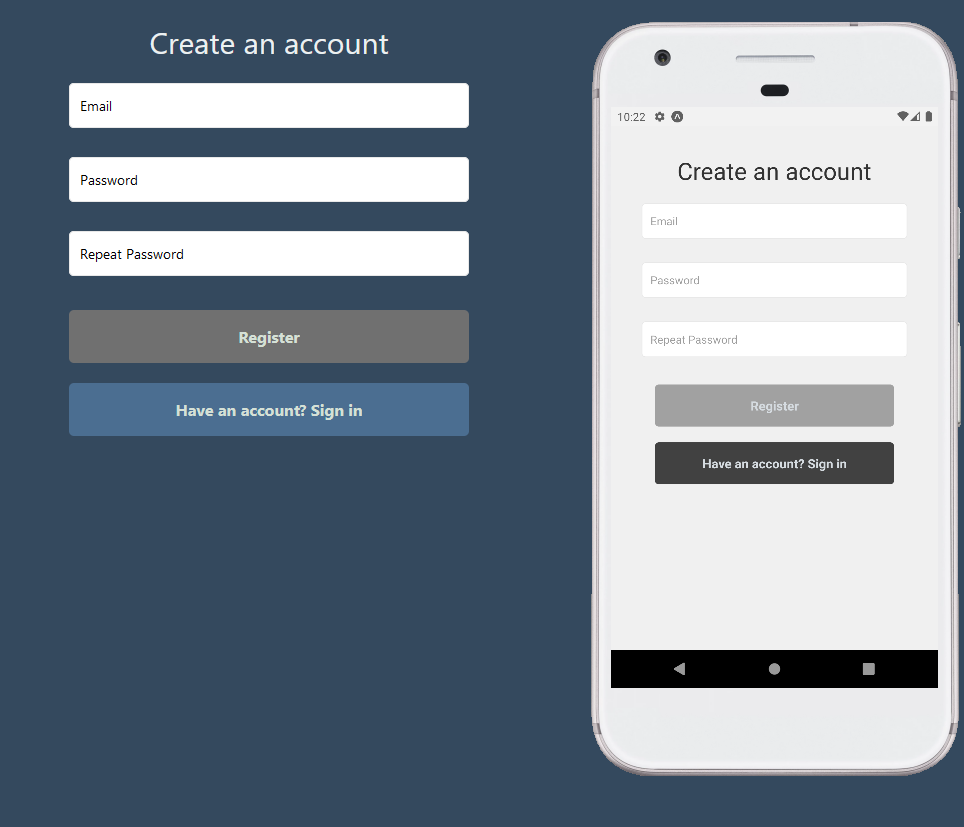 Create an account
Email
Password
Repeat Password
Register
Have an account? Sign in
10:22
Create an account
Email
Password
Repeat Password
Register
Have an account? Sign in